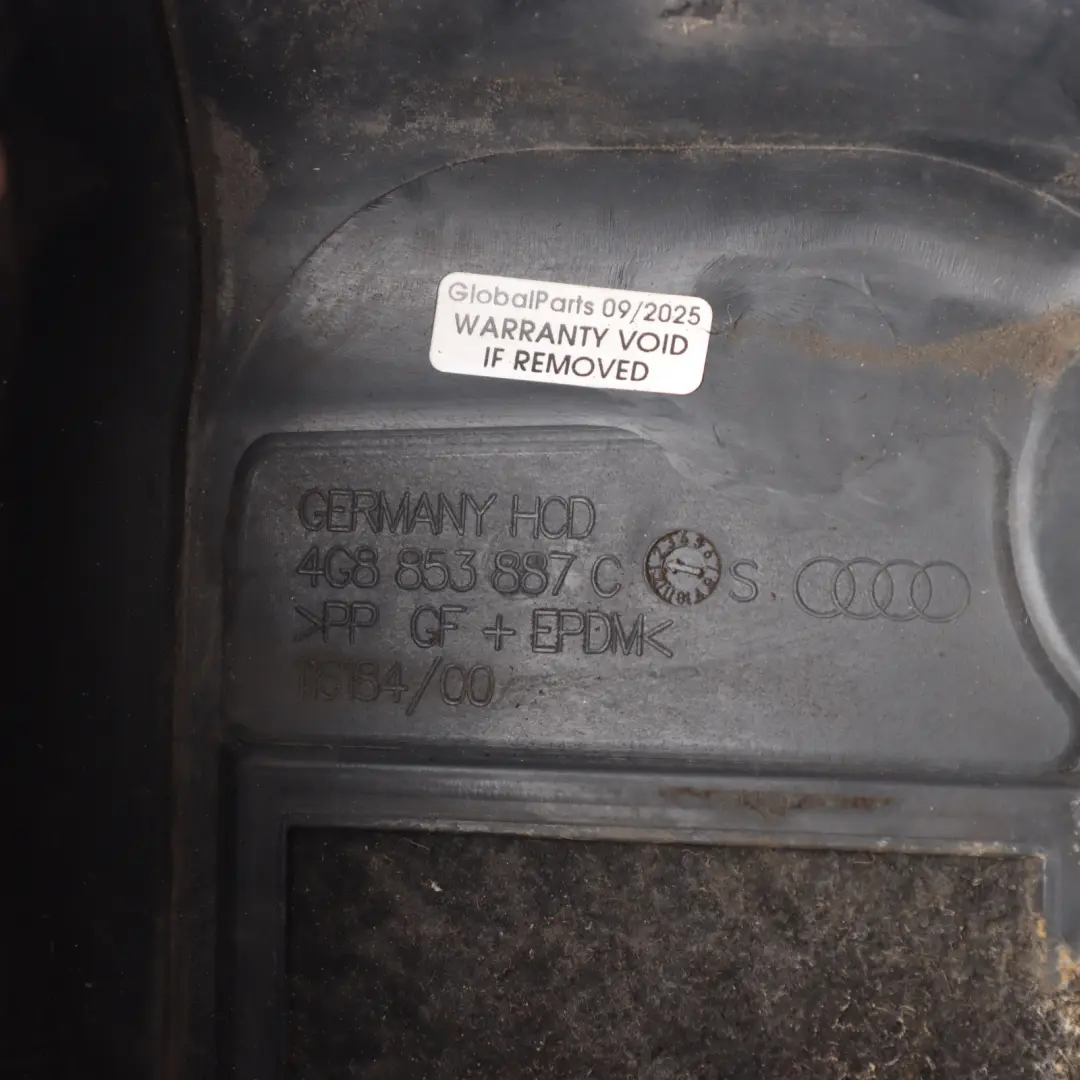 GlobalParts 09/2025
WARRANTY VOID
IF REMOVED
GERMANY HCD
4G8 853 887 C S.
>PP GF + EPDM<